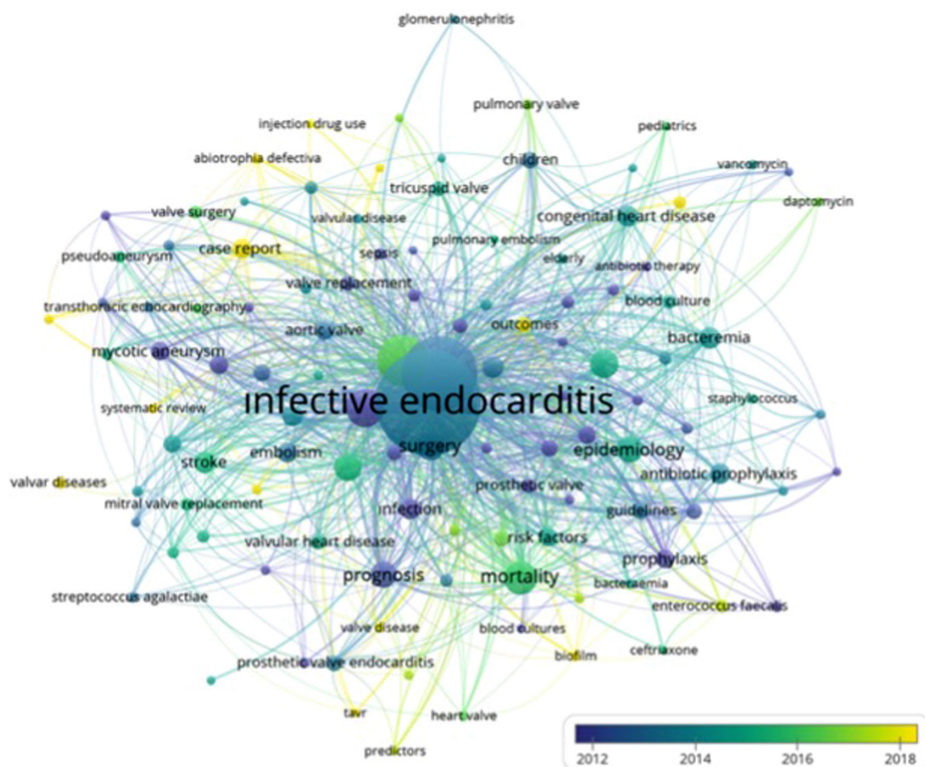 glomerulonephritis
pulmonary valve
injection drug use
pediatrics
abiotrophia defectiva
children
vancomycin
tricuspid valve
daptomycin
valve surgery
valvular disease
congenital heart disease
case report
sepsis
pulmonary embolism
pseudoaneurysm
elderly
antibiotic therapy
valve replacement
transthoracic echocardiography
blood culture
aortic valve
outcomes
bacteremia
mycotic aneurysm
infective endocarditis
systematic review
staphylococcus
surgery
stroke
embolism
epidemiology
antibiotic prophylaxis
valvar diseases
prosthetic valve
mitral valve replacement
infection
guidelines
valvular heart disease
risk factors
prognosis
mortality
prophylaxis
bacteraemia
streptococcus agalactiae
enterococcus faecalis
valve disease
blood cultures
prosthetic valve endocarditis
biofilm
ceftriaxone
tavr
heart valve
predictors
2012 2014 2016 2018